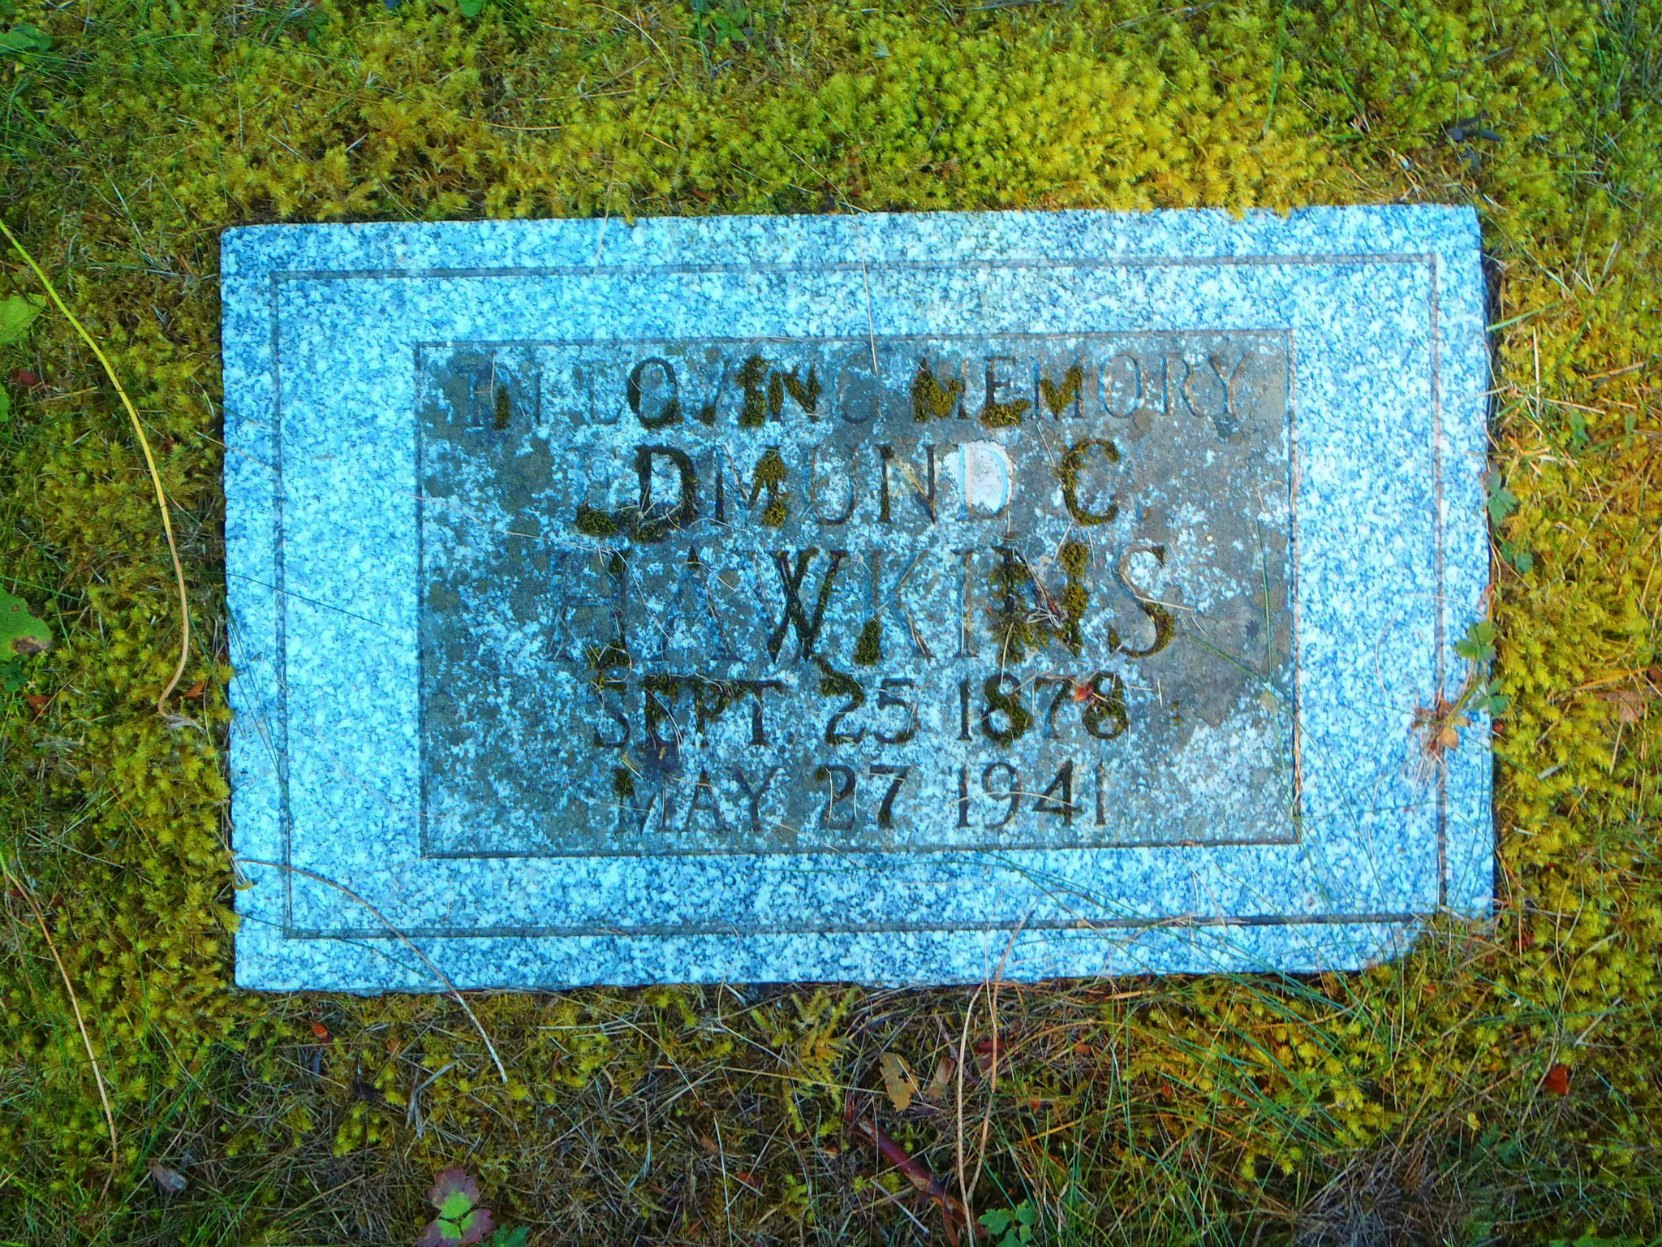 IN LOVING MEMORY
EDMUND C.
HAWKINS
SEPT. 25 1878
MAY 27 1941